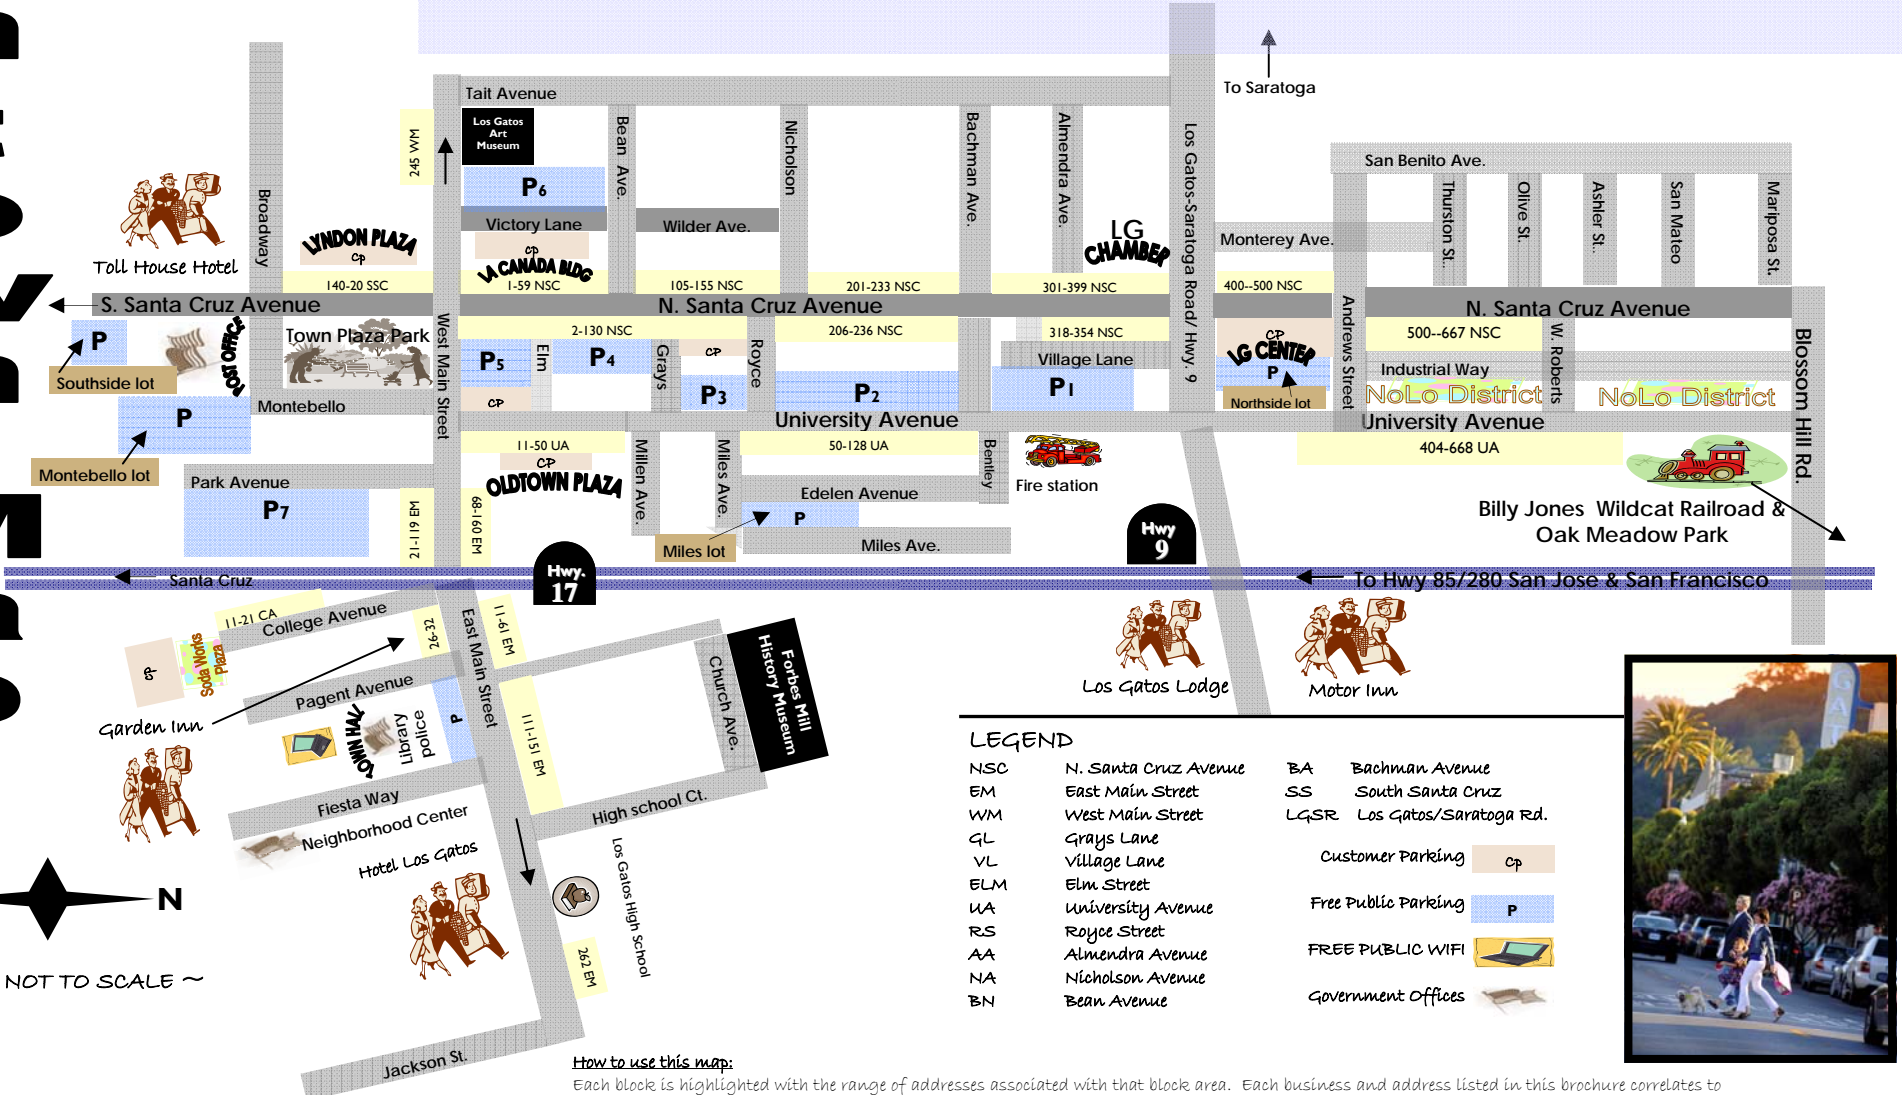 To Saratoga
Tait Avenue
Los Gatos
Art
Museum
245 WM
P6
Bean Ave.
Nicholson
Bachman Ave.
Almendra Ave.
Los Gatos-Saratoga Road/ Hwy. 9
San Benito Ave.
Thurston St.
Olive St.
Ashler St.
San Mateo
Mariposa St.
Broadway
Toll House Hotel
LYNDON PLAZA
CP
Victory Lane
Wilder Ave.
CP
LA CANADA BLDG
LG
CHAMBER
Monterey Ave.
140-20 SSC
1-59 NSC
105-155 NSC
201-233 NSC
301-399 NSC
400--500 NSC
S. Santa Cruz Avenue
N. Santa Cruz Avenue
N. Santa Cruz Avenue
P
Southside lot
POST OFFICE
Town Plaza Park
West Main Street
2-130 NSC
206-236 NSC
318-354 NSC
500--667 NSC
P5
Elm
P4
Grays
CP
Royce
P3
P2
Village Lane
P1
CP
LG CENTER
P
Northside lot
Andrews Street
W. Roberts
Industrial Way
NoLo District
NoLo District
Blossom Hill Rd.
CP
Montebello
P
Montebello lot
University Avenue
University Avenue
11-50 UA
CP
OLDTOWN PLAZA
Millen Ave.
Miles Ave.
50-128 UA
Bentley
Fire station
404-668 UA
Park Avenue
P7
21-119 EM
68-160 EM
Edelen Avenue
P
Miles lot
Miles Ave.
Hwy
9
Billy Jones  Wildcat Railroad &
Oak Meadow Park
Santa Cruz
Hwy.
17
To Hwy 85/280 San Jose & San Francisco
11-21 CA
College Avenue
26-32
East Main Street
11-61 EM
CP
Soda Works
Plaza
Pagent Avenue
Garden Inn
TOWN HALL
Library
police
P
11-151 EM
Church Ave.
Forbes Mill
History Museum
Los Gatos Lodge
Motor Inn
Fiesta Way
High school Ct.
Neighborhood Center
Hotel Los Gatos
Los Gatos High School
262 EM
Jackson St.
N
NOT TO SCALE ~
LEGEND
NSC N. Santa Cruz Avenue BA Bachman Avenue
EM East Main Street SS South Santa Cruz
WM West Main Street LGSR Los Gatos/Saratoga Rd.
GL Grays Lane
VL Village Lane
ELM Elm Street
UA University Avenue
RS Royce Street
AA Almendra Avenue
NA Nicholson Avenue
BN Bean Avenue
Customer Parking CP
Free Public Parking P
FREE PUBLIC WIFI
Government Offices
How to use this map:
Each block is highlighted with the range of addresses associated with that block area.  Each business and address listed in this brochure correlates to